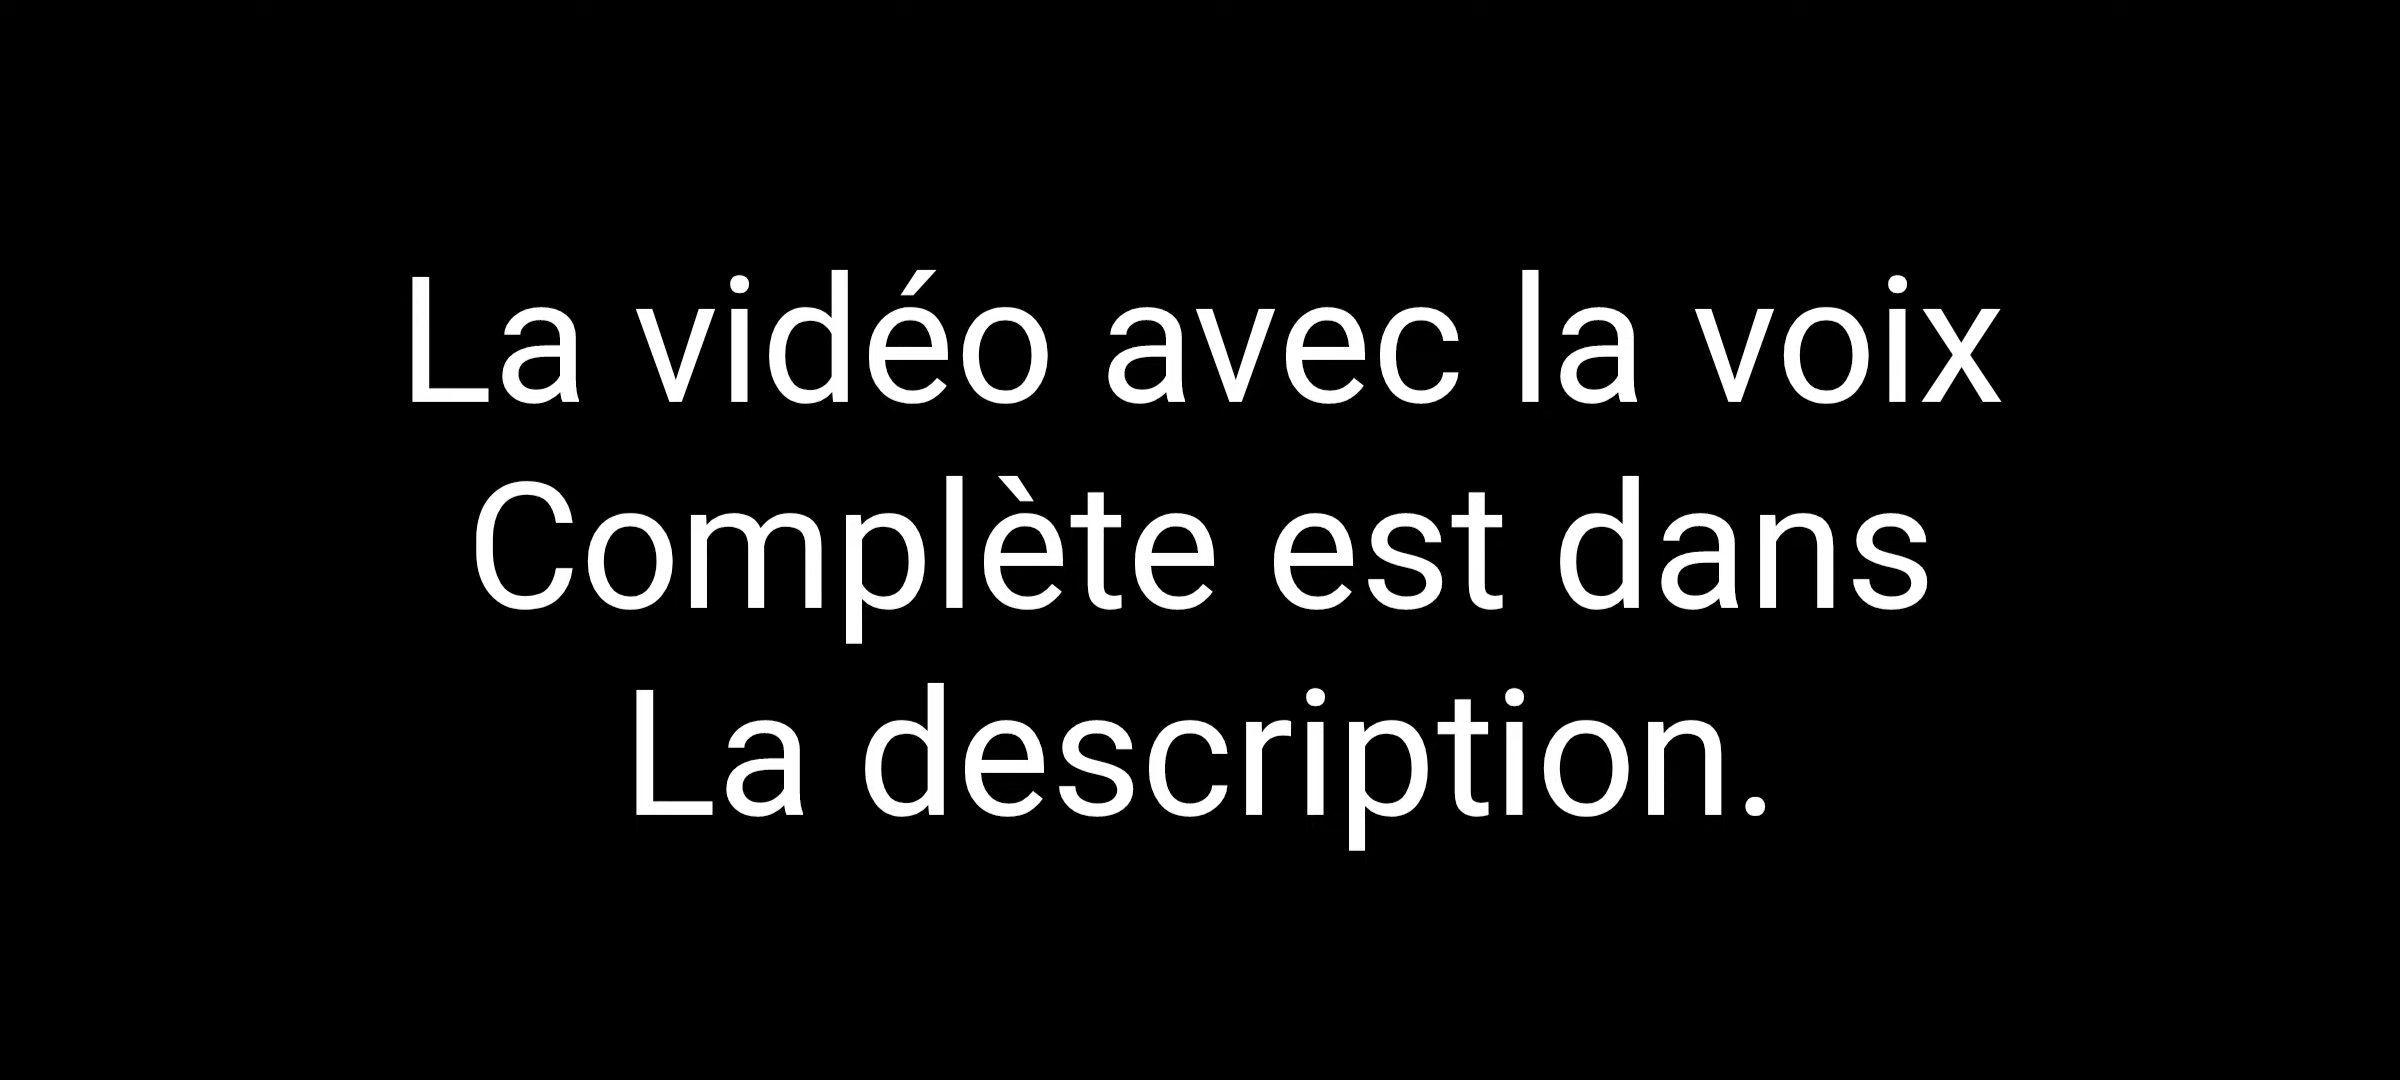 La vidéo avec la voix
Complète est dans
La description.